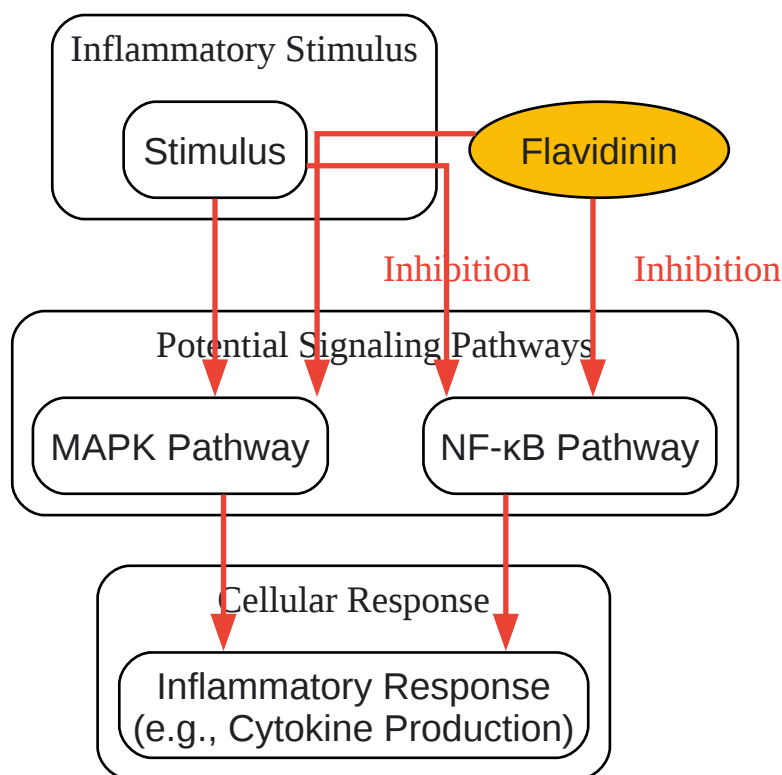 Inflammatory Stimulus
Stimulus
Flavidinin
Inhibition
Inhibition
Potential Signaling Pathways
MAPK Pathway
NF-κB Pathway
Cellular Response
Inflammatory Response
(e.g., Cytokine Production)